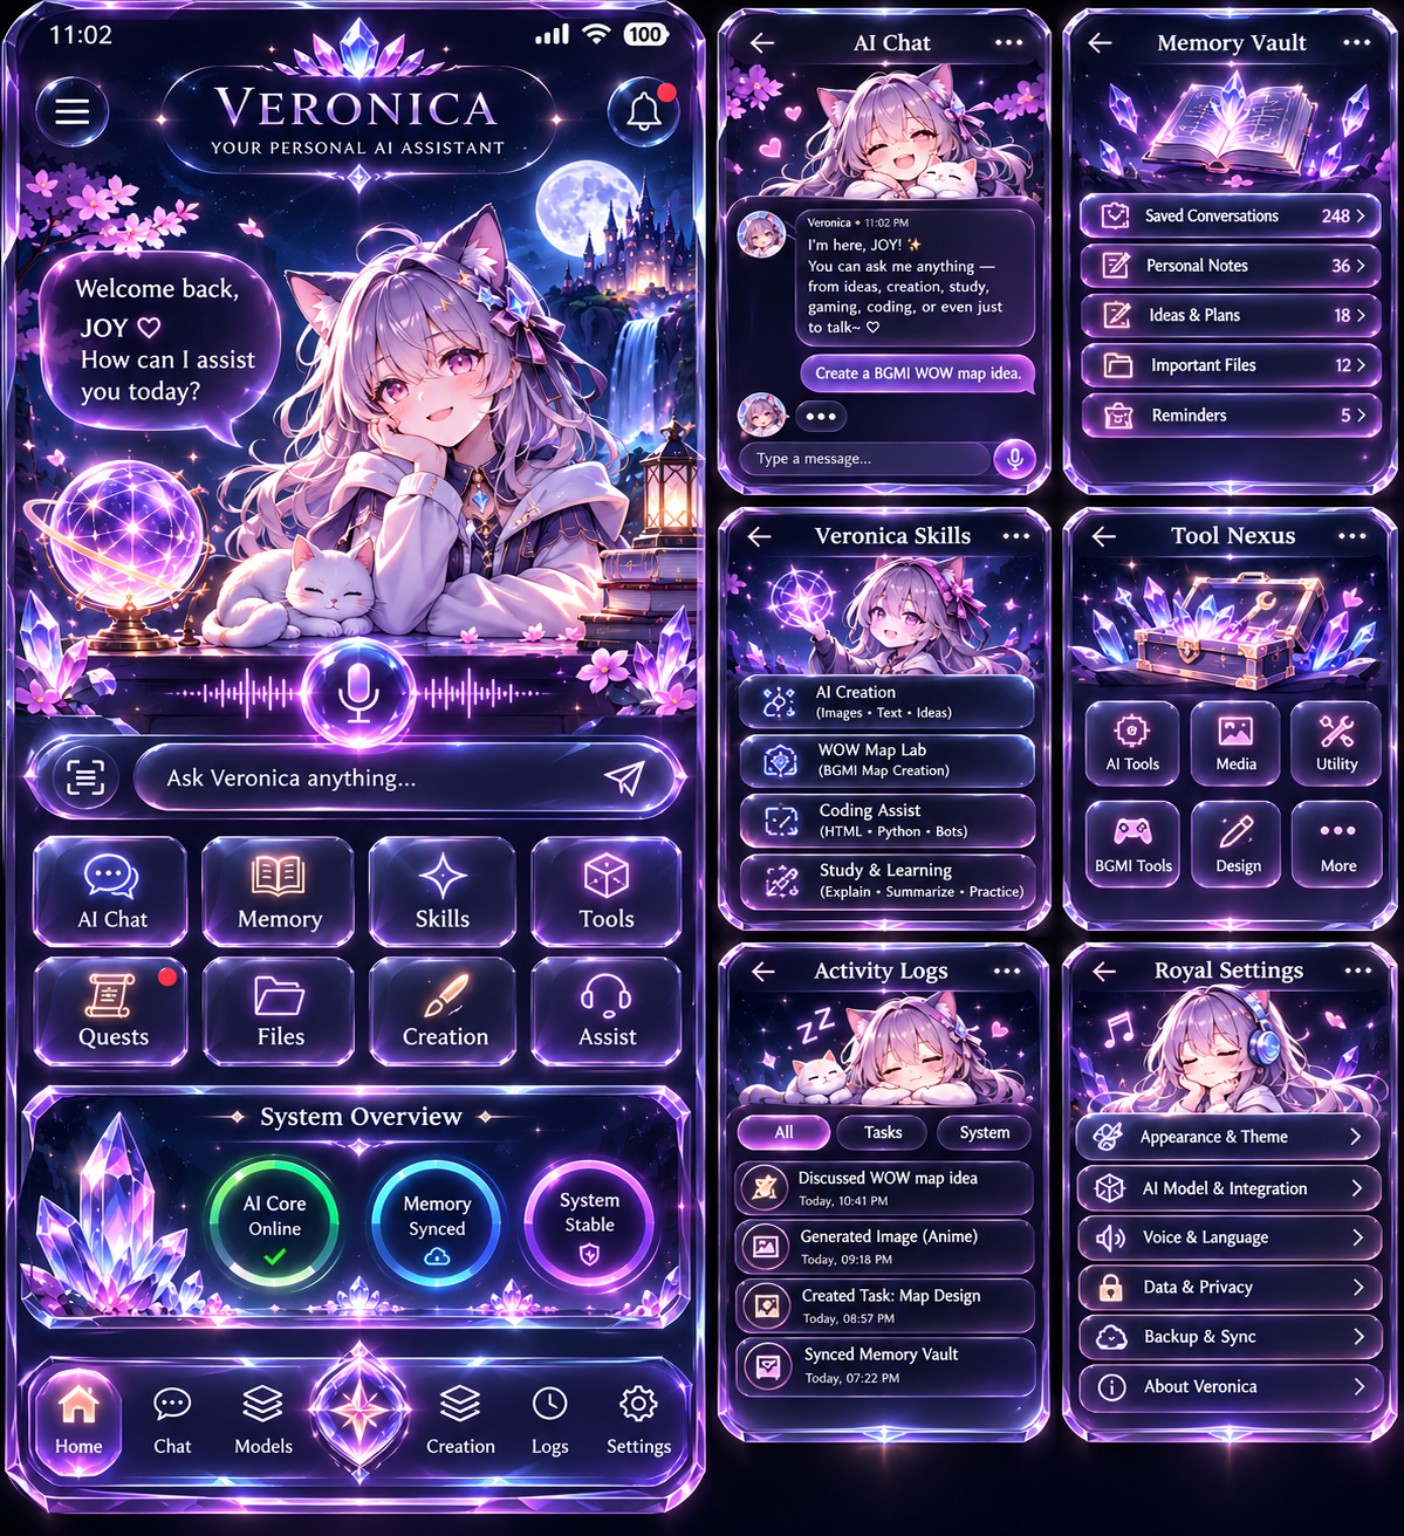 11:02
100
VERONICA
YOUR PERSONAL AI ASSISTANT
Welcome back,
JOY ♡
How can I assist
you today?
Ask Veronica anything...
AI Chat
Memory
Skills
Tools
Quests
Files
Creation
Assist
System Overview
AI Core
Online
Memory
Synced
System
Stable
Home
Chat
Models
Creation
Logs
Settings
AI Chat
Veronica • 11:02 PM
I'm here, JOY! ✨
You can ask me anything —
from ideas, creation, study,
gaming, coding, or even just
to talk~ ♡
Create a BGMI WOW map idea.
Type a message...
Memory Vault
Saved Conversations 248
Personal Notes 36
Ideas & Plans 18
Important Files 12
Reminders 5
Veronica Skills
AI Creation
(Images • Text • Ideas)
WOW Map Lab
(BGMI Map Creation)
Coding Assist
(HTML • Python • Bots)
Study & Learning
(Explain • Summarize • Practice)
Tool Nexus
AI Tools
Media
Utility
BGMI Tools
Design
More
Activity Logs
ZZ
All
Tasks
System
Discussed WOW map idea
Today, 10:41 PM
Generated Image (Anime)
Today, 09:18 PM
Created Task: Map Design
Today, 08:57 PM
Synced Memory Vault
Today, 07:22 PM
Royal Settings
Appearance & Theme
AI Model & Integration
Voice & Language
Data & Privacy
Backup & Sync
About Veronica